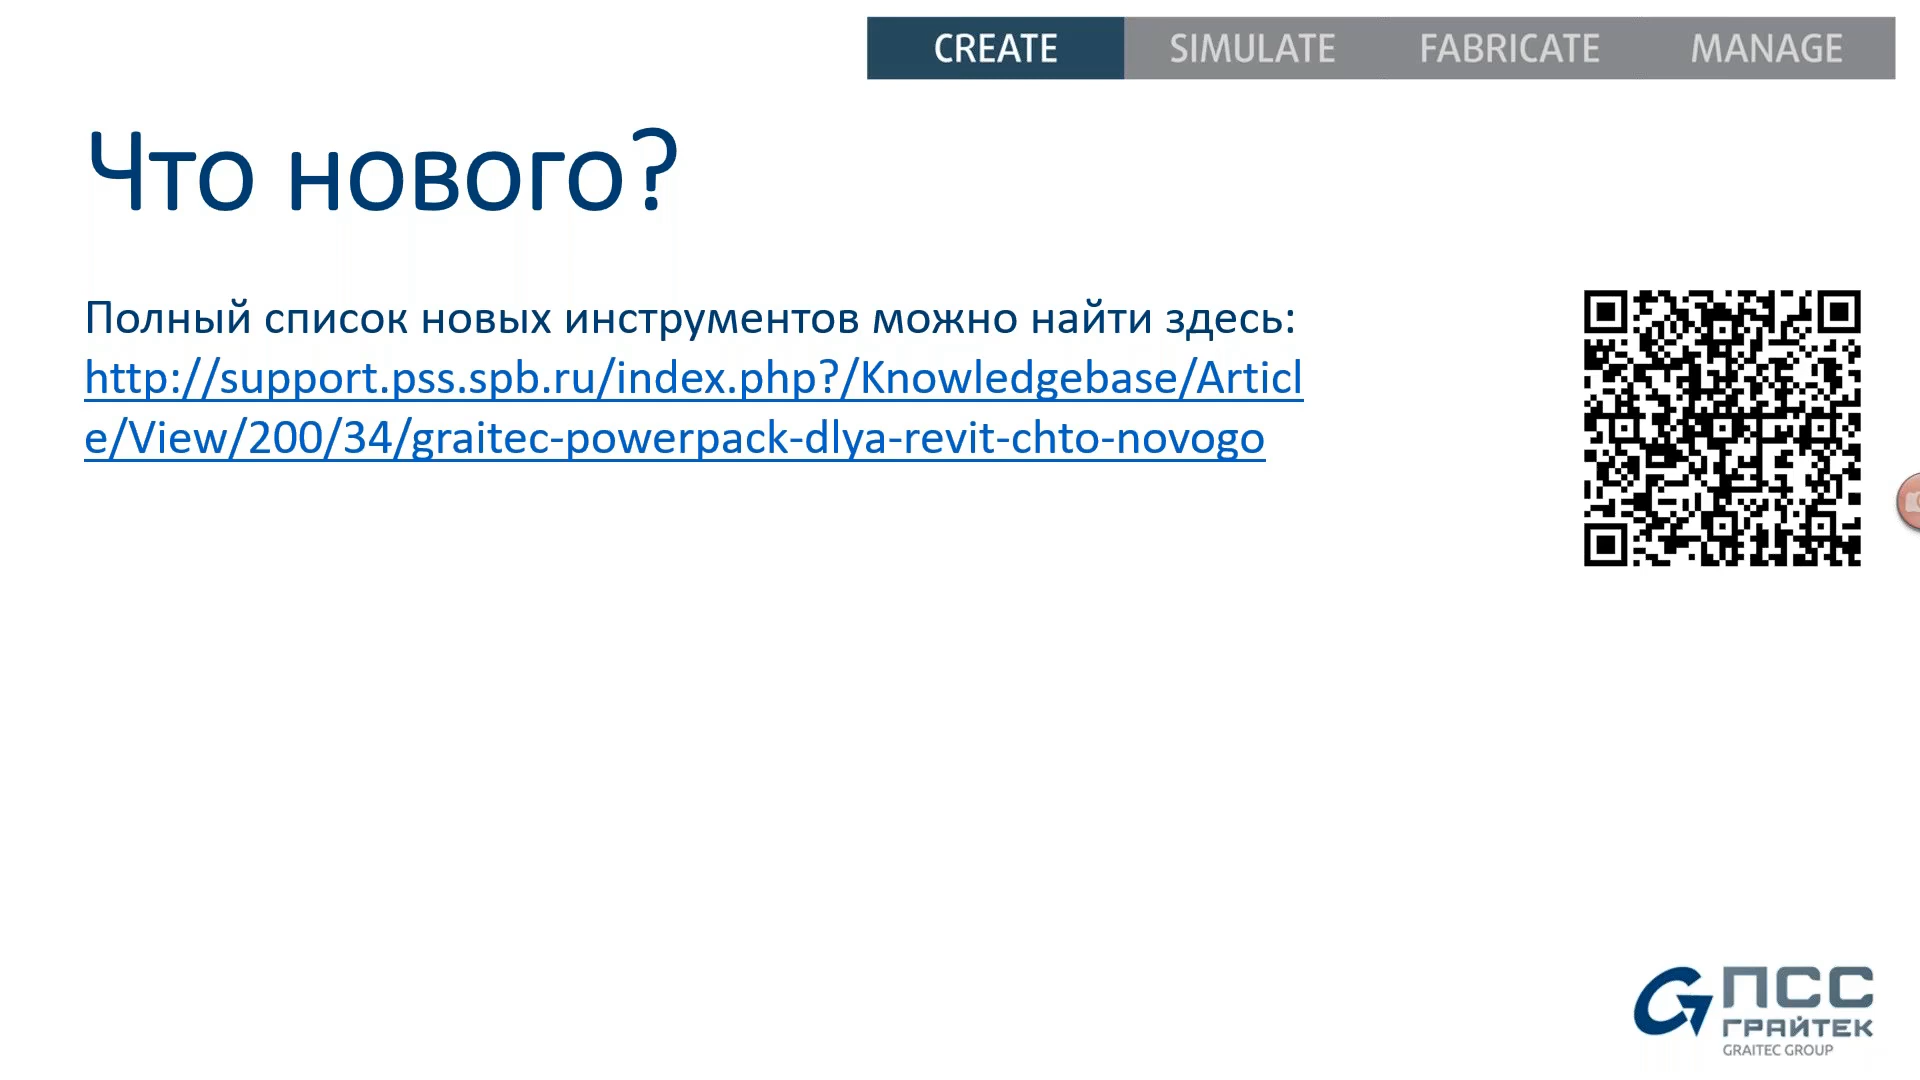 CREATE SIMULATE FABRICATE MANAGE
Что нового?
Полный список новых инструментов можно найти здесь:
http://support.pss.spb.ru/index.php?/Knowledgebase/Articl
e/View/200/34/graitec-powerpack-dlya-revit-chto-novogo
ПСС
ГРАЙТЕК
GRAITEC GROUP